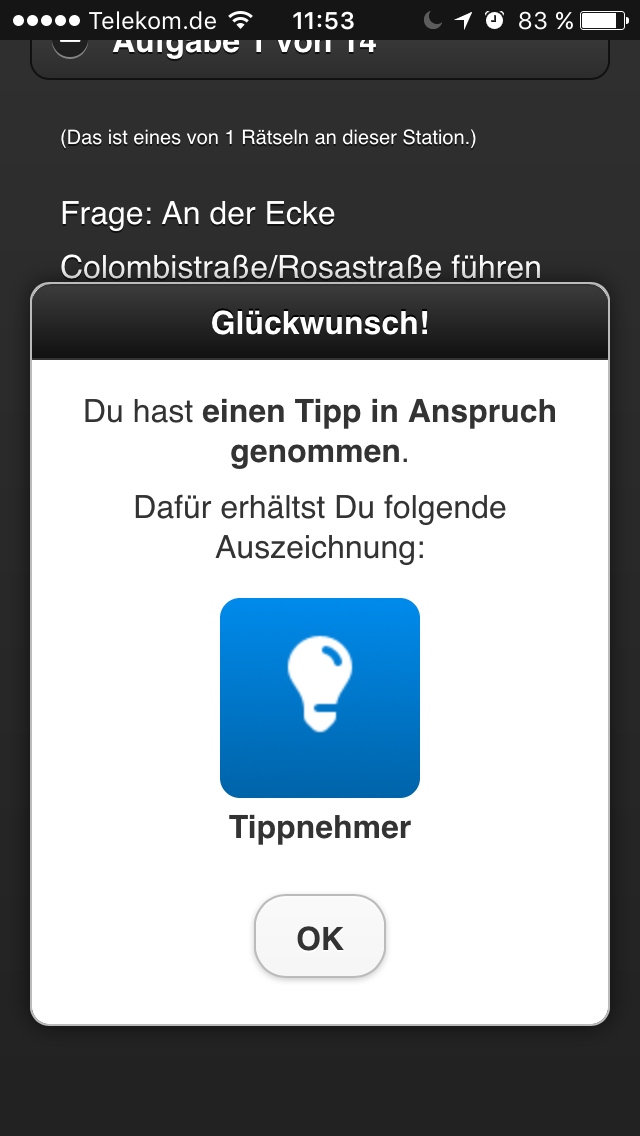 Telekom.de 11:53 83 %
Aufgabe 1 von 14
(Das ist eines von 1 Rätseln an dieser Station.)
Frage: An der Ecke
Colombistraße/Rosastraße führen
Glückwunsch!
Du hast einen Tipp in Anspruch
genommen.
Dafür erhältst Du folgende
Auszeichnung:
Tippnehmer
OK